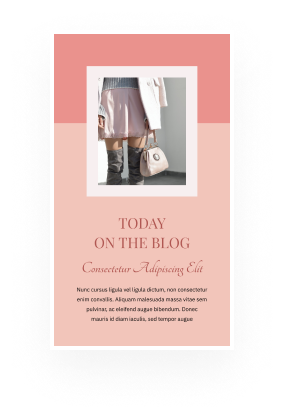 TODAY
ON THE BLOG
Consectetur Adipiscing Elit
Nunc cursus ligula vel ligula dictum, non consectetur
enim convallis. Aliquam malesuada massa vitae sem
pulvinar, ac eleifend augue bibendum. Donec
mauris id diam iaculis, sed tempor augue